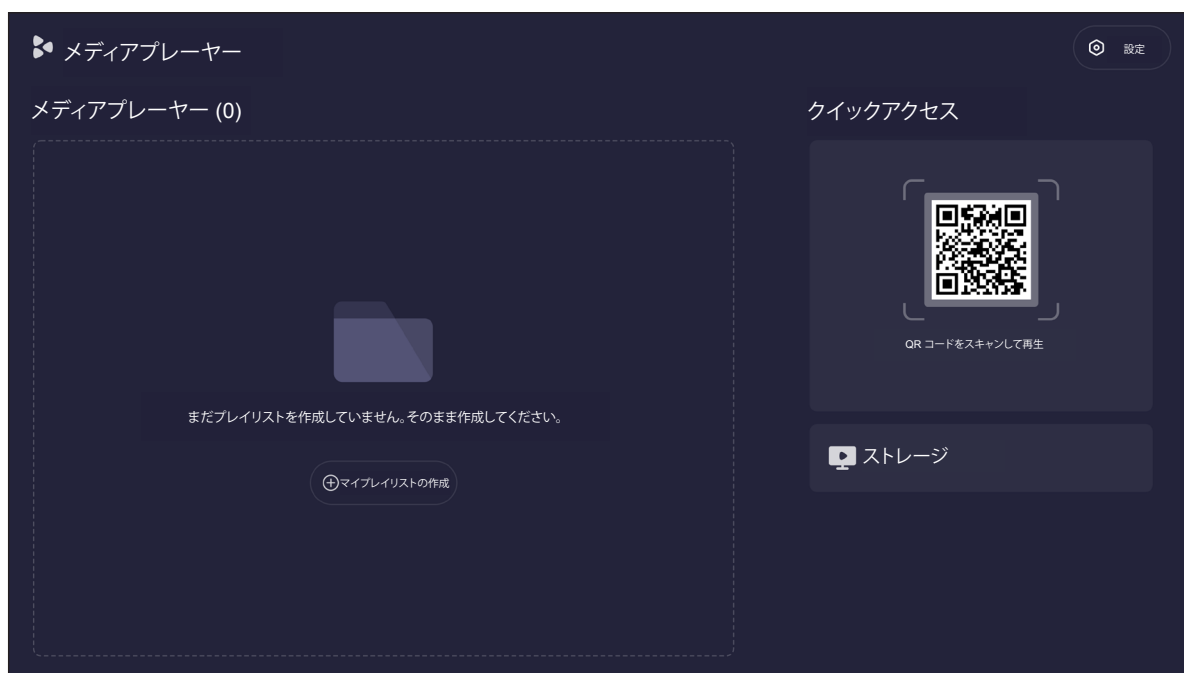 メディアプレーヤー
設定
メディアプレーヤー (0)
クイックアクセス
QR コードをスキャンして再生
まだプレイリストを作成していません。そのまま作成してください。
ストレージ
マイプレイリストの作成